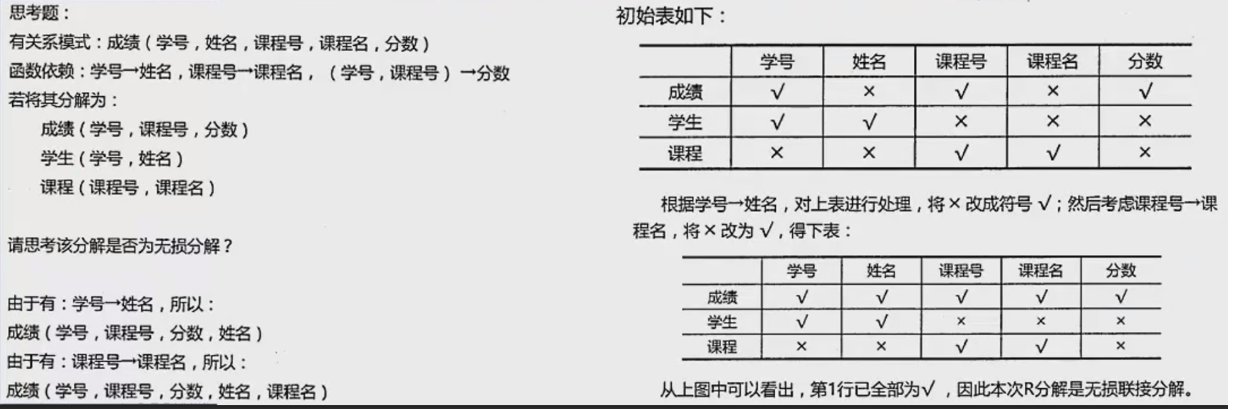 思考题：
有关系模式：成绩（学号，姓名，课程号，课程名，分数）
函数依赖：学号→姓名，课程号→课程名，（学号，课程号）→分数
若将其分解为：
成绩（学号，课程号，分数）
学生（学号，姓名）
课程（课程号，课程名）
请思考该分解是否为无损分解？
由于有：学号→姓名，所以：
成绩（学号，课程号，分数，姓名）
由于有：课程号→课程名，所以：
成绩（学号，课程号，分数，姓名，课程名）
初始表如下：
学号 姓名 课程号 课程名 分数
成绩 √ × √ × √
学生 √ √ × × ×
课程 × × √ √ ×
根据学号→姓名，对上表进行处理，将×改成符号√；然后考虑课程号→课
程名，将×改为√，得下表：
学号 姓名 课程号 课程名 分数
成绩 √ √ √ √ √
学生 √ √ × × ×
课程 × × √ √ ×
从上图中可以看出，第1行已全部为√，因此本次R分解是无损联接分解。